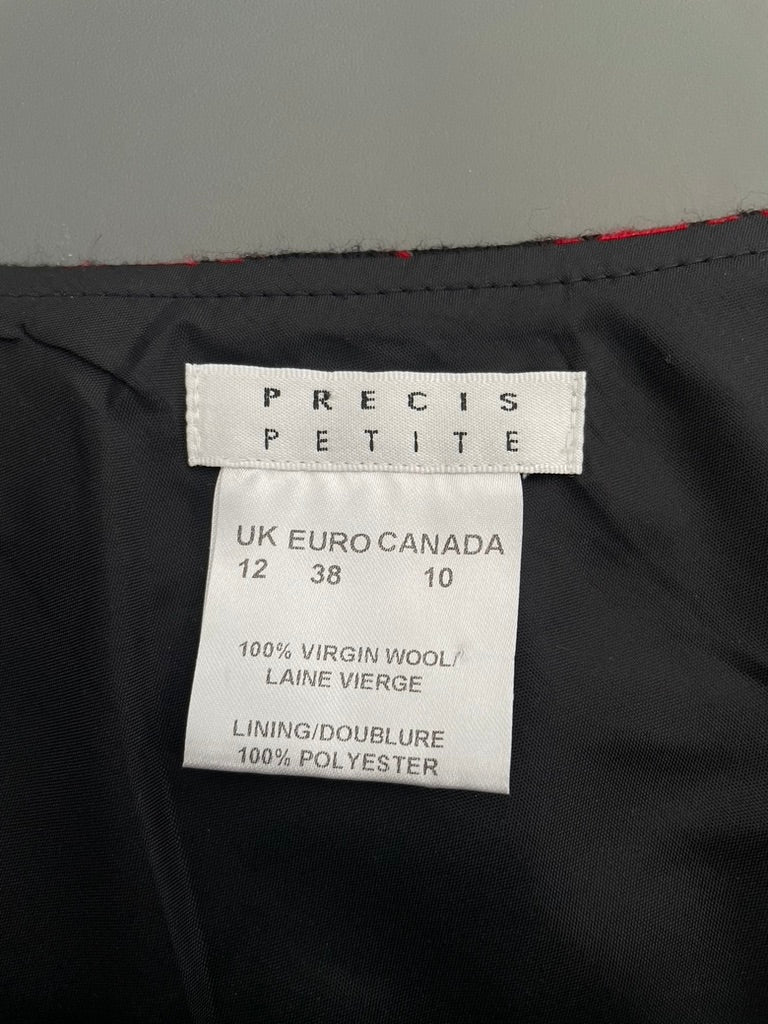 PRECIS
PETITE
UK EURO CANADA
12 38 10
100% VIRGIN WOOL/
LAINE VIERGE
LINING/DOUBLURE
100% POLYESTER